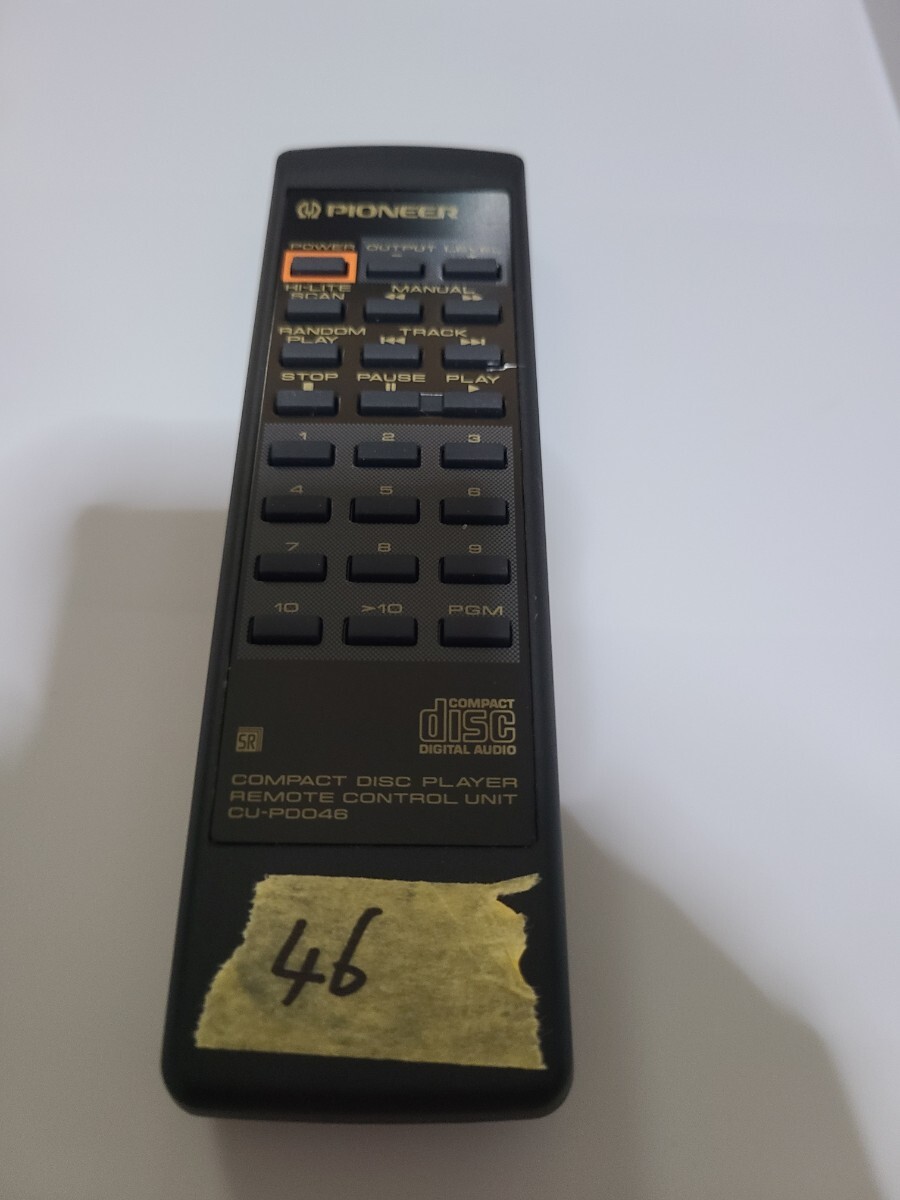 PIONEER
POWER OUTPUT LEVEL
− +
HI-LITE SCAN MANUAL
◀◀ ▶▶
RANDOM PLAY TRACK
I◀◀ ▶▶I
STOP PAUSE PLAY
■ II ▶
1 2 3
4 5 6
7 8 9
10 >10 PGM
COMPACT
disc
DIGITAL AUDIO
SR
COMPACT DISC PLAYER
REMOTE CONTROL UNIT
CU-PD046
46